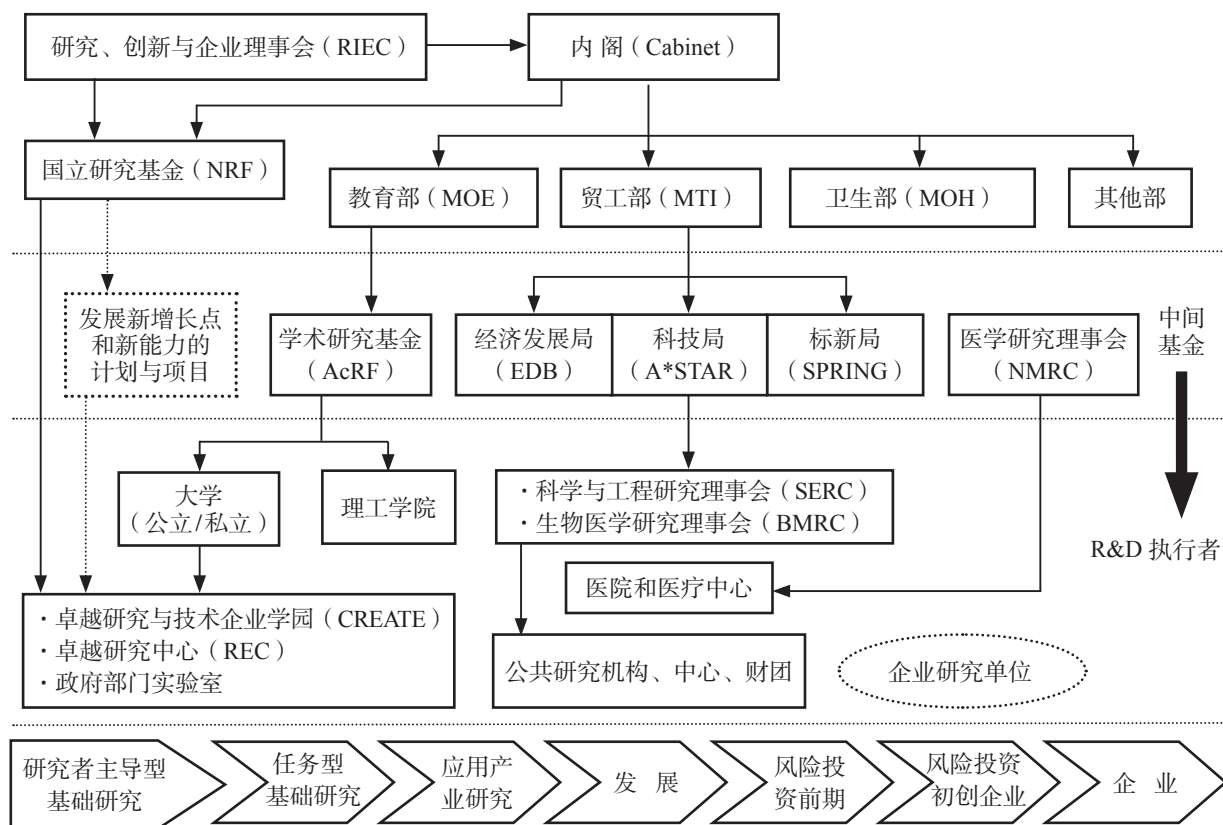 研究、创新与企业理事会（RIEC）
内 阁（Cabinet）
国立研究基金（NRF）
教育部（MOE）
贸工部（MTI）
卫生部（MOH）
其他部
发展新增长点
和新能力的
计划与项目
学术研究基金
（AcRF）
经济发展局
（EDB）
科技局
（A*STAR）
标新局
（SPRING）
医学研究理事会
（NMRC）
中间
基金
大学
（公立/私立）
理工学院
·科学与工程研究理事会（SERC）
·生物医学研究理事会（BMRC）
R&D 执行者
医院和医疗中心
·卓越研究与技术企业学园（CREATE）
·卓越研究中心（REC）
·政府部门实验室
公共研究机构、中心、财团
企业研究单位
研究者主导型
基础研究
任务型
基础研究
应用产
业研究
发 展
风险投
资前期
风险投资
初创企业
企 业